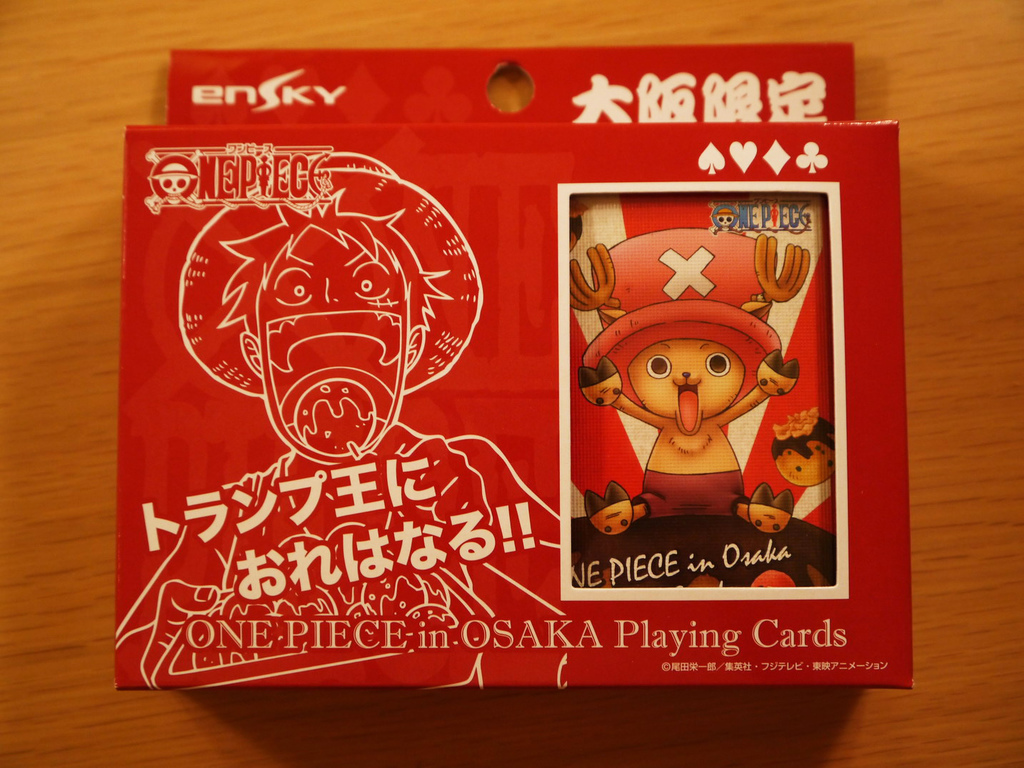 enSKY
大阪限定
ワンピース
ONE PIECE
ONE PIECE
トランプ王に
おれはなる!!
NE PIECE in Osaka
ONE PIECE in OSAKA Playing Cards
©尾田栄一郎／集英社・フジテレビ・東映アニメーション